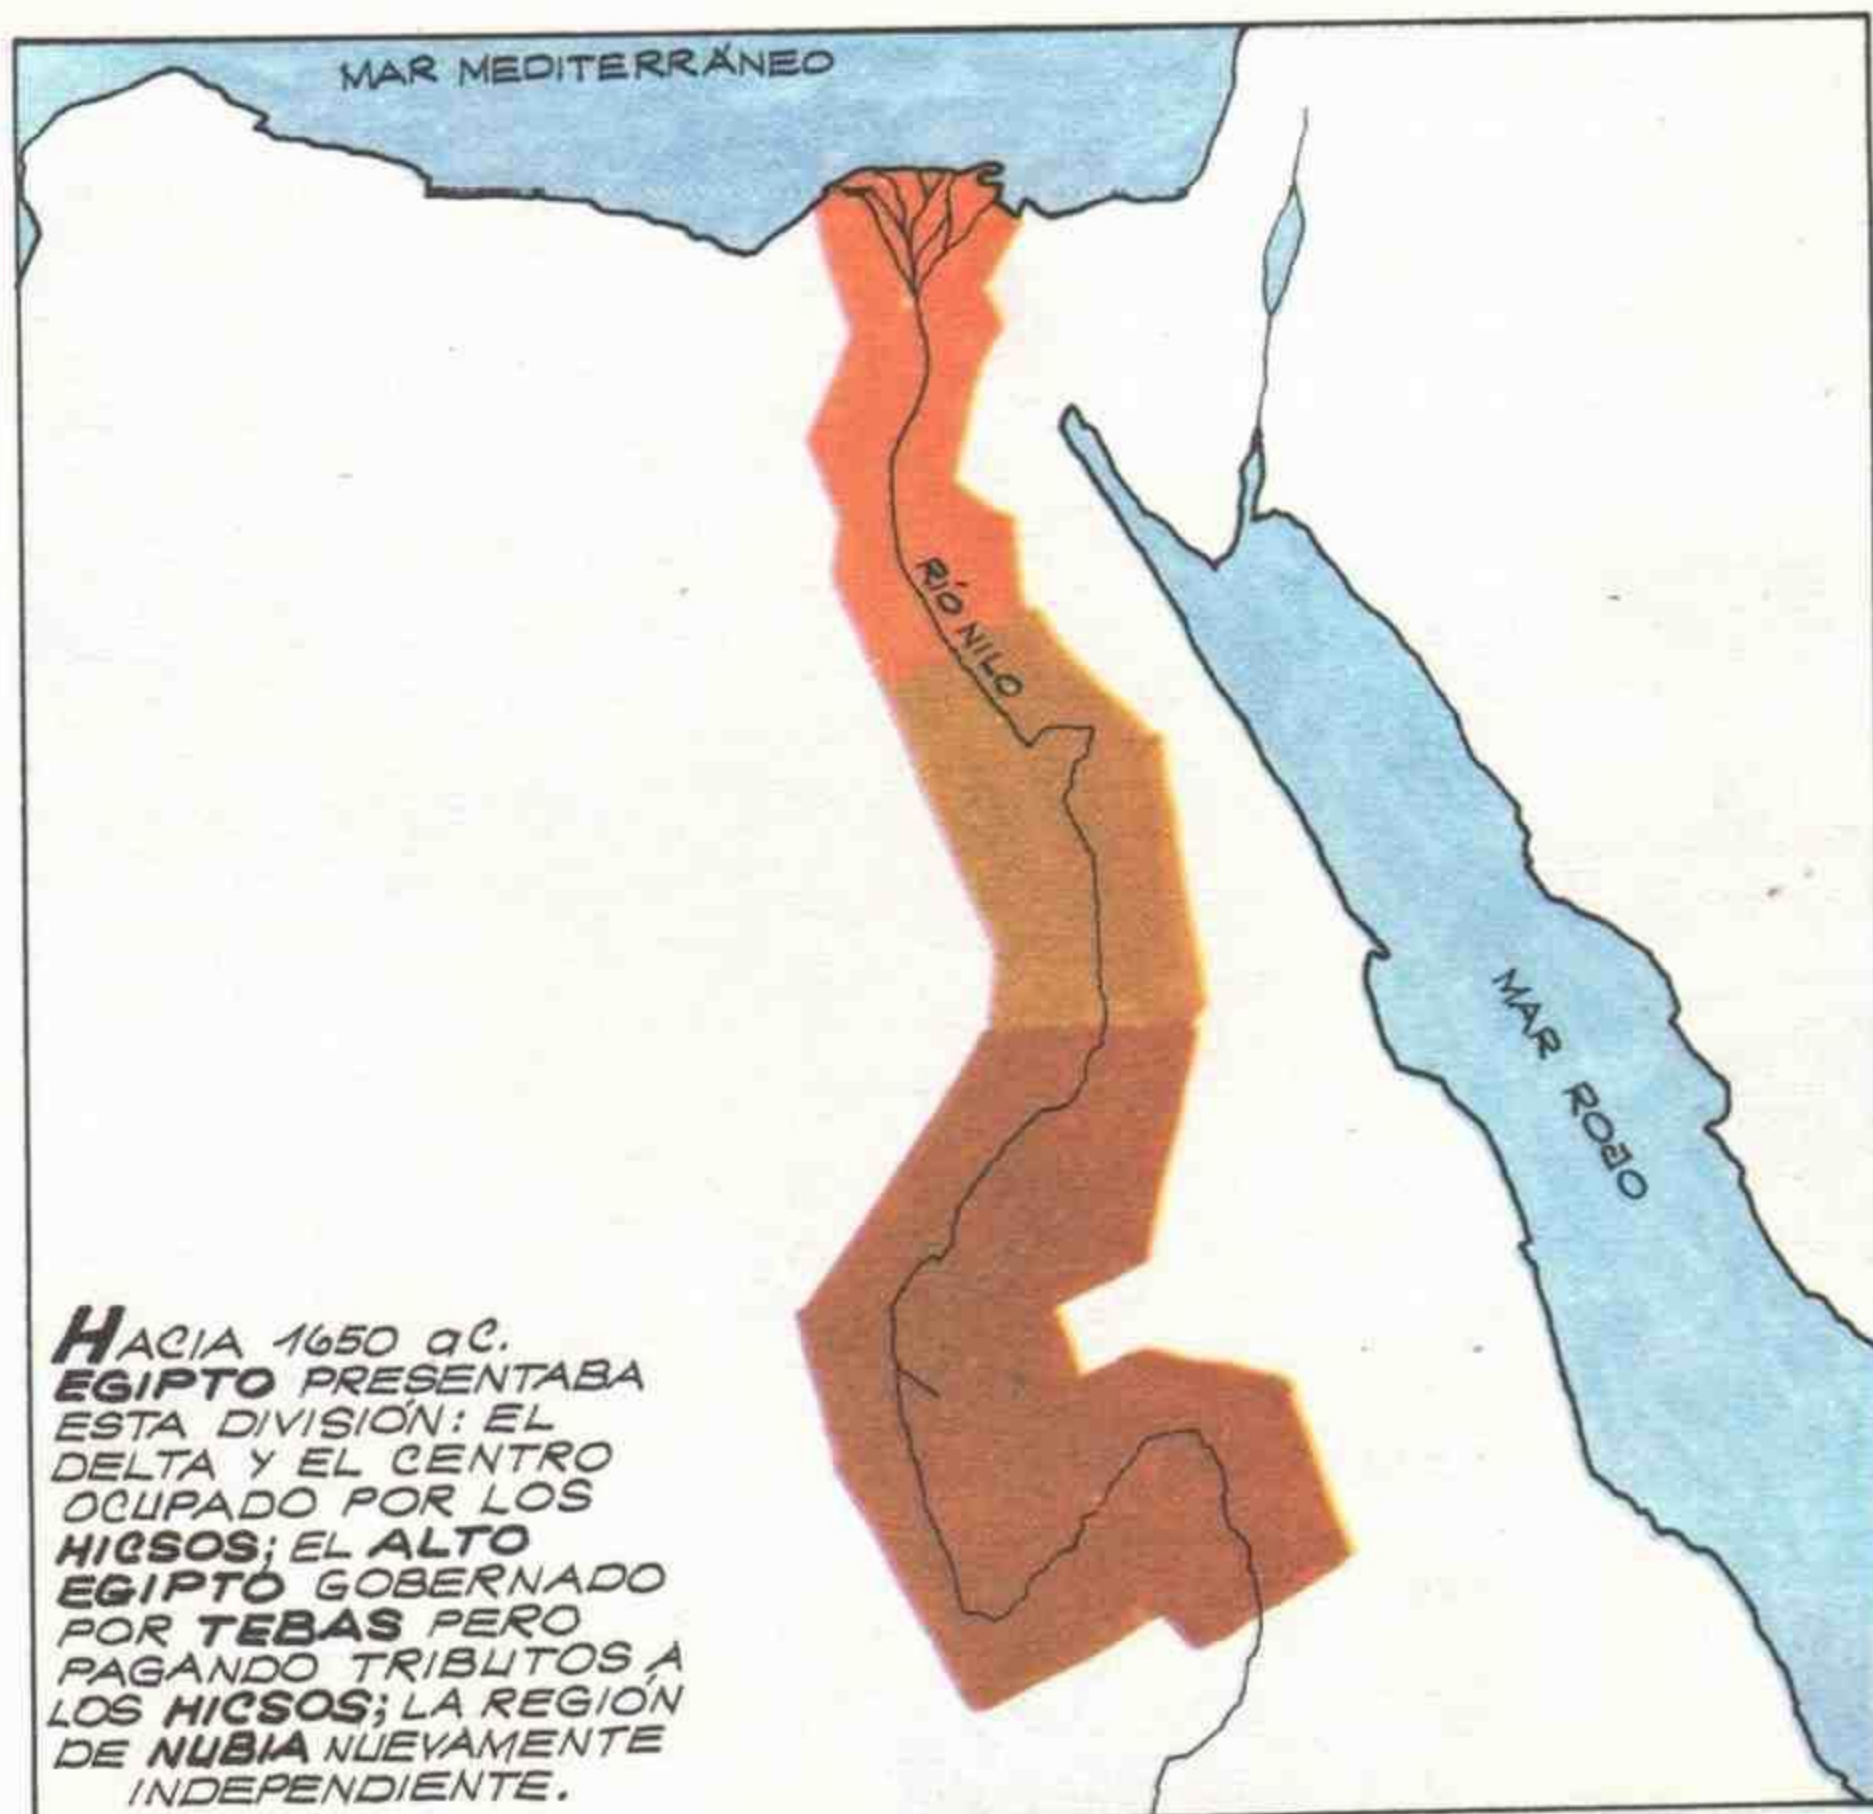 MAR MEDITERRÁNEO
RÍO NILO
MAR ROJO
HACIA 1650 aC.
EGIPTO PRESENTABA
ESTA DIVISIÓN: EL
DELTA Y EL CENTRO
OCUPADO POR LOS
HICSOS; EL ALTO
EGIPTO GOBERNADO
POR TEBAS PERO
PAGANDO TRIBUTOS A
LOS HICSOS; LA REGIÓN
DE NUBIA NUEVAMENTE
INDEPENDIENTE.